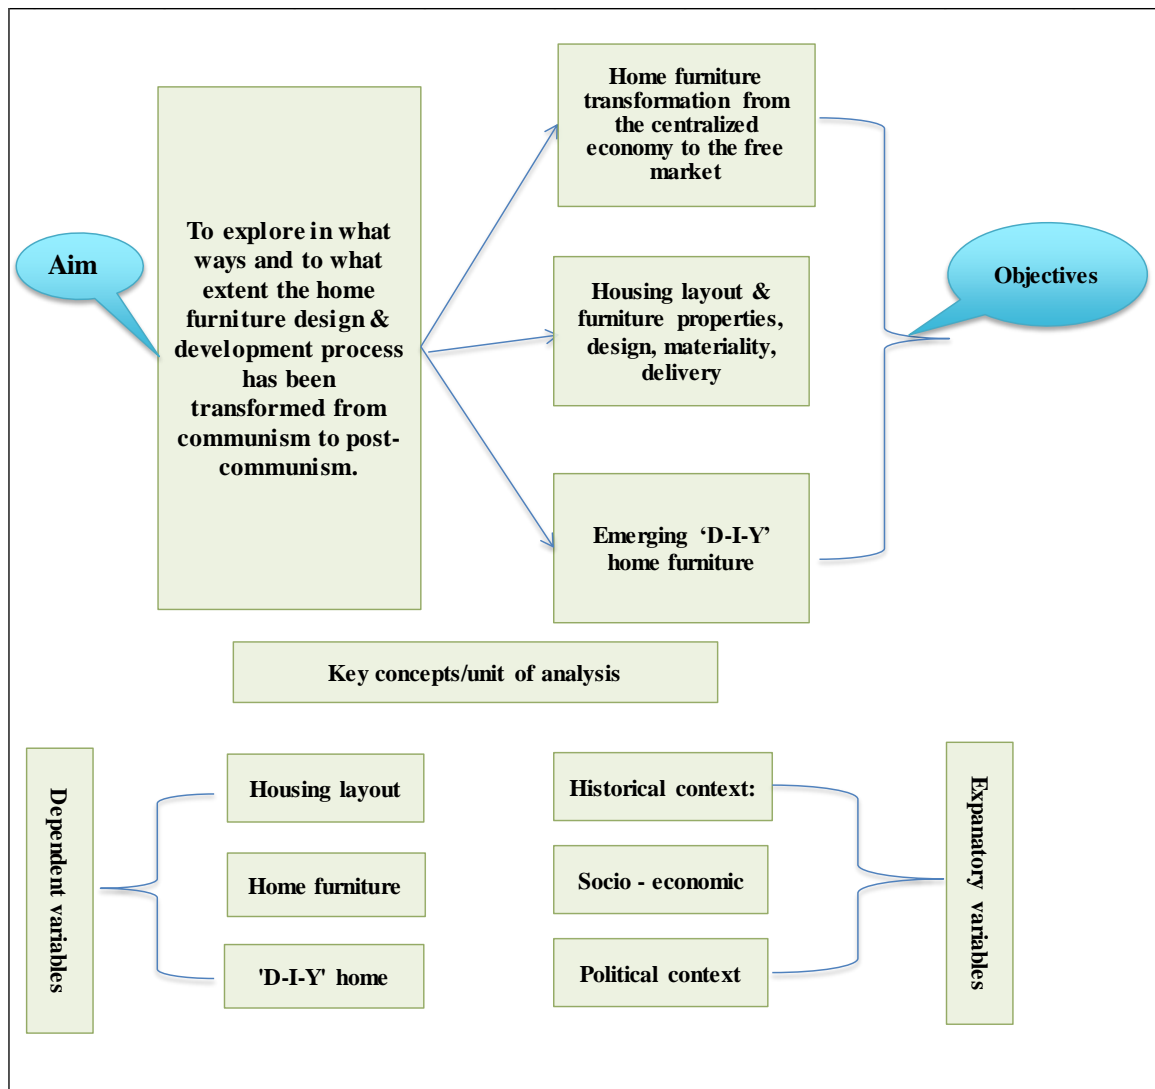 Aim
To explore in what
ways and to what
extent the home
furniture design &
development process
has been
transformed from
communism to post-
communism.
Home furniture
transformation from
the centralized
economy to the free
market
Housing layout &
furniture properties,
design, materiality,
delivery
Emerging ‘D-I-Y’
home furniture
Objectives
Key concepts/unit of analysis
Dependent variables
Housing layout
Home furniture
'D-I-Y' home
Historical context:
Socio - economic
Political context
Expanatory variables